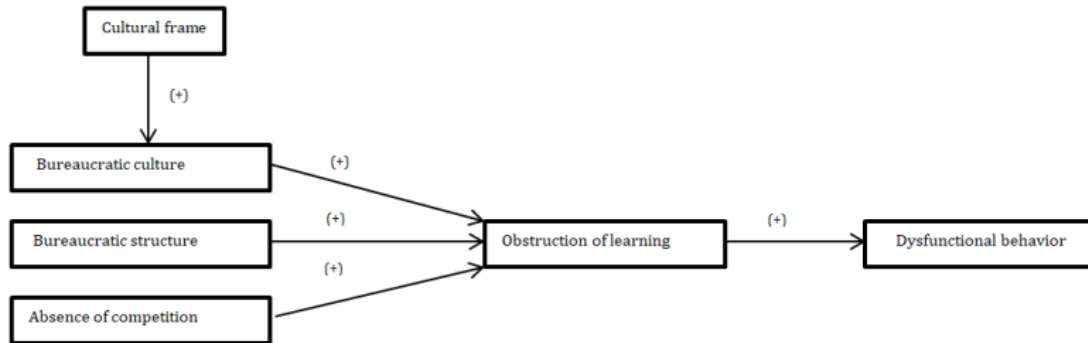 Cultural frame
(+)
Bureaucratic culture
(+)
Bureaucratic structure
(+)
Obstruction of learning
(+)
Dysfunctional behavior
(+)
Absence of competition